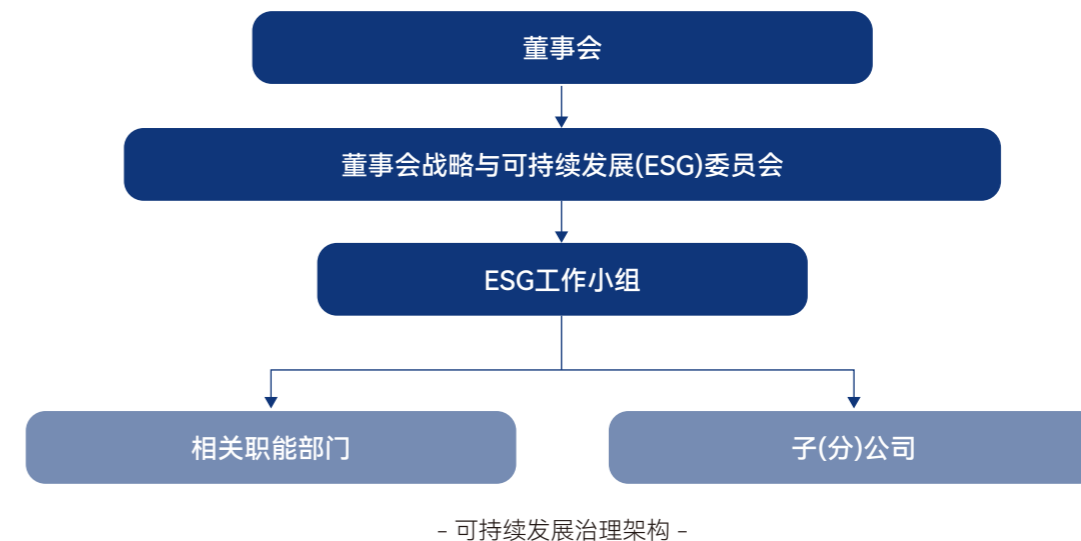 董事会
董事会战略与可持续发展(ESG)委员会
ESG工作小组
相关职能部门
子(分)公司
– 可持续发展治理架构 –